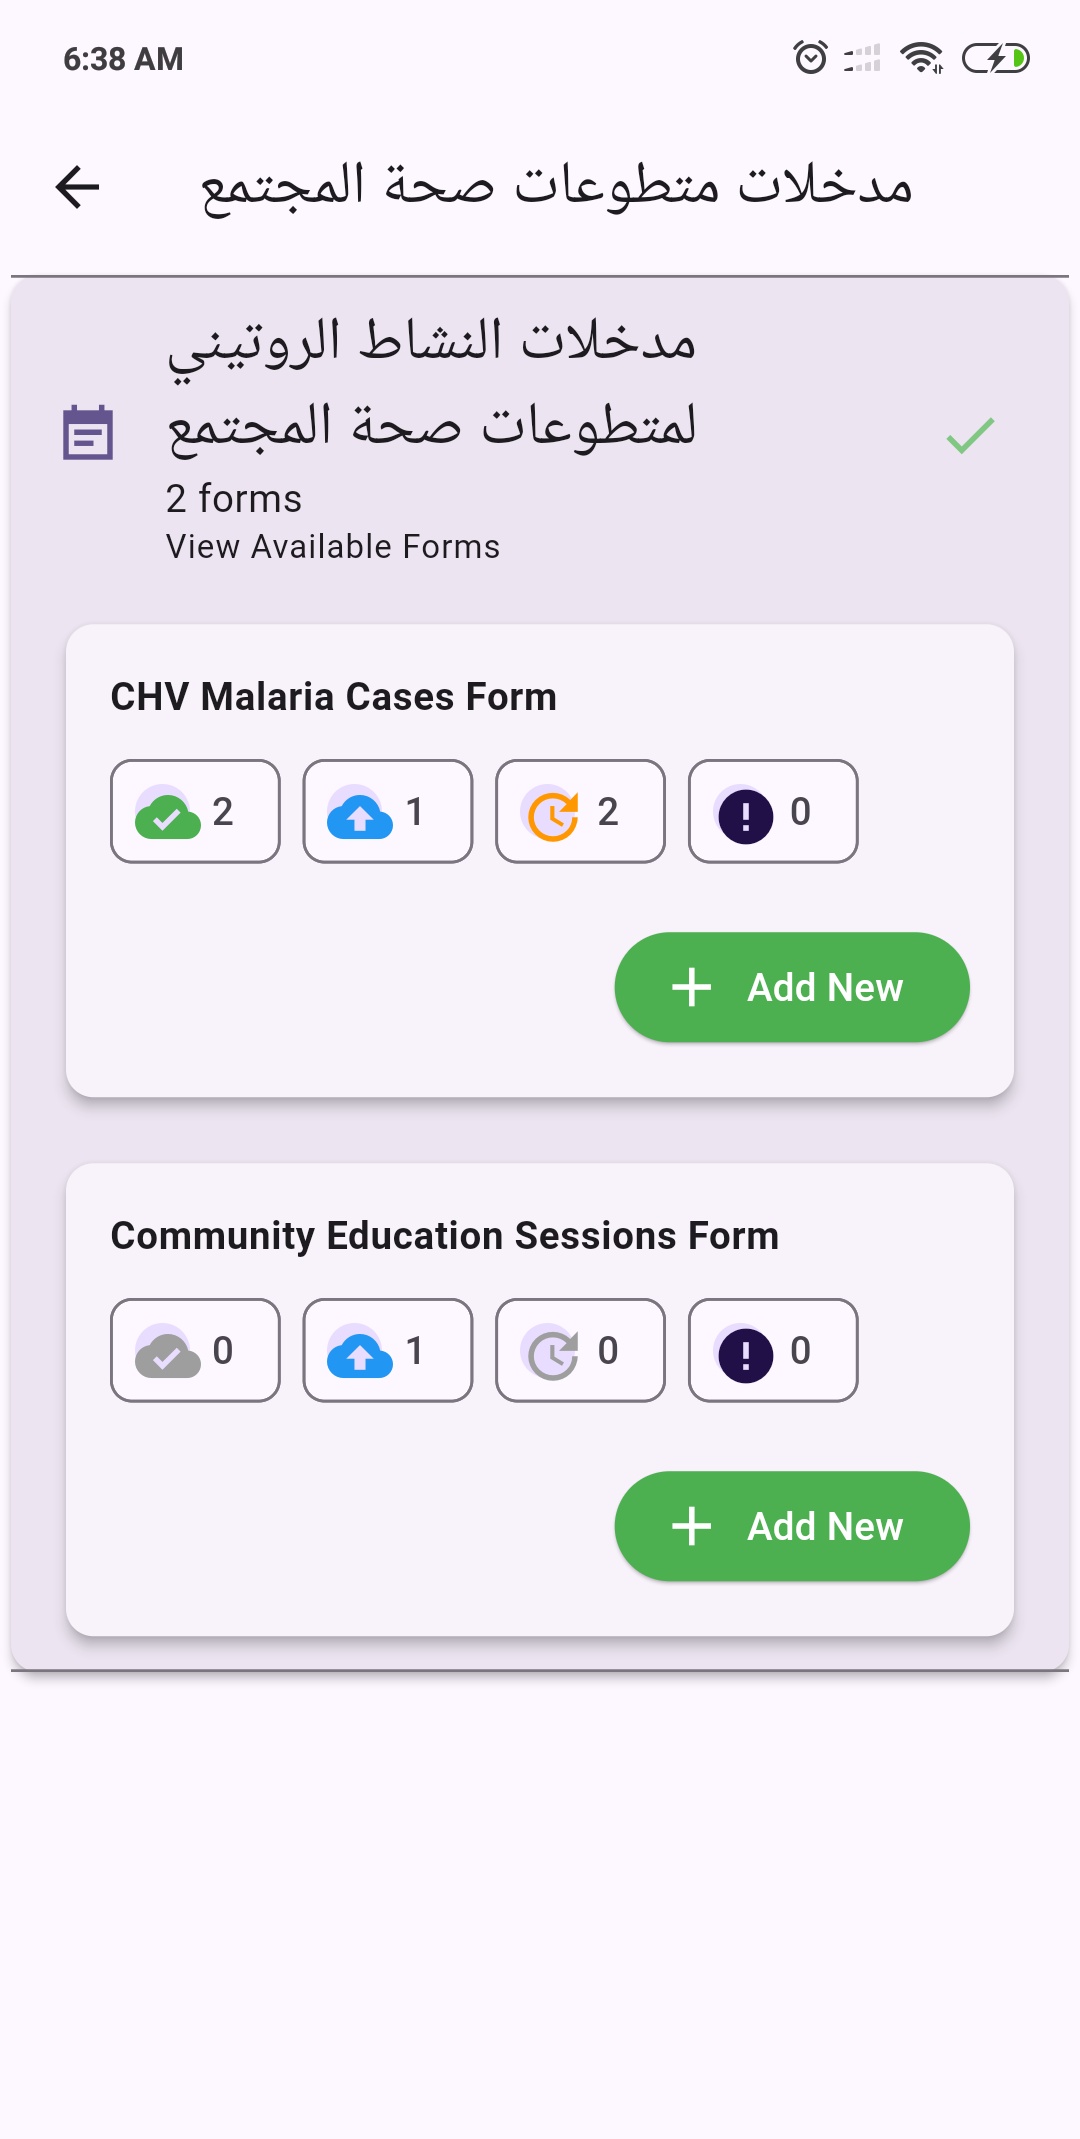 6:38 AM
مدخلات متطوعات صحة المجتمع
مدخلات النشاط الروتيني
لمتطوعات صحة المجتمع
2 forms
View Available Forms
CHV Malaria Cases Form
2 1 2 0
Add New
Community Education Sessions Form
0 1 0 0
Add New